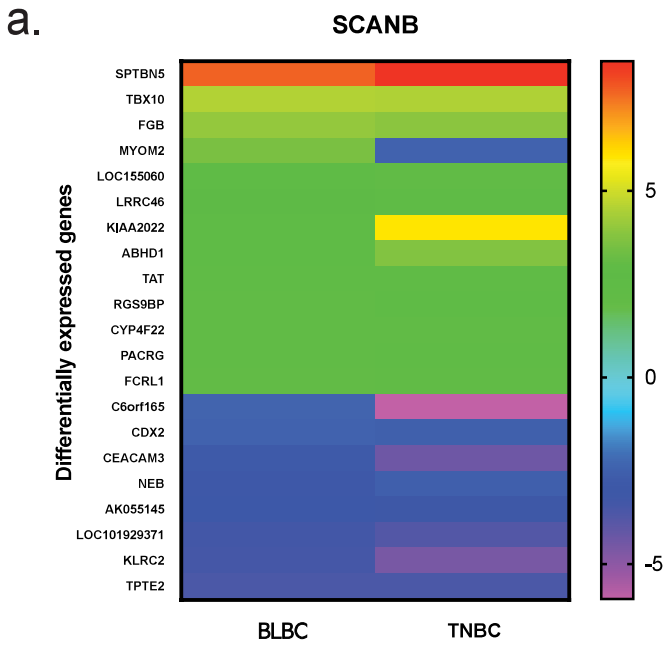 a.
SCANB
Differentially expressed genes
SPTBN5
TBX10
FGB
MYOM2
LOC155060
LRRC46
KIAA2022
ABHD1
TAT
RGS9BP
CYP4F22
PACRG
FCRL1
C6orf165
CDX2
CEACAM3
NEB
AK055145
LOC101929371
KLRC2
TPTE2
BLBC
TNBC
5
0
-5